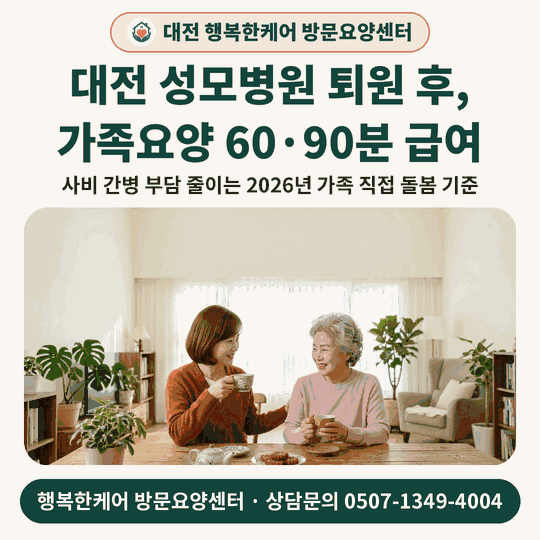 대전 행복한케어 방문요양센터
대전 성모병원 퇴원 후,
가족요양 60·90분 급여
사비 간병 부담 줄이는 2026년 가족 직접 돌봄 기준
행복한케어 방문요양센터 · 상담문의 0507-1349-4004